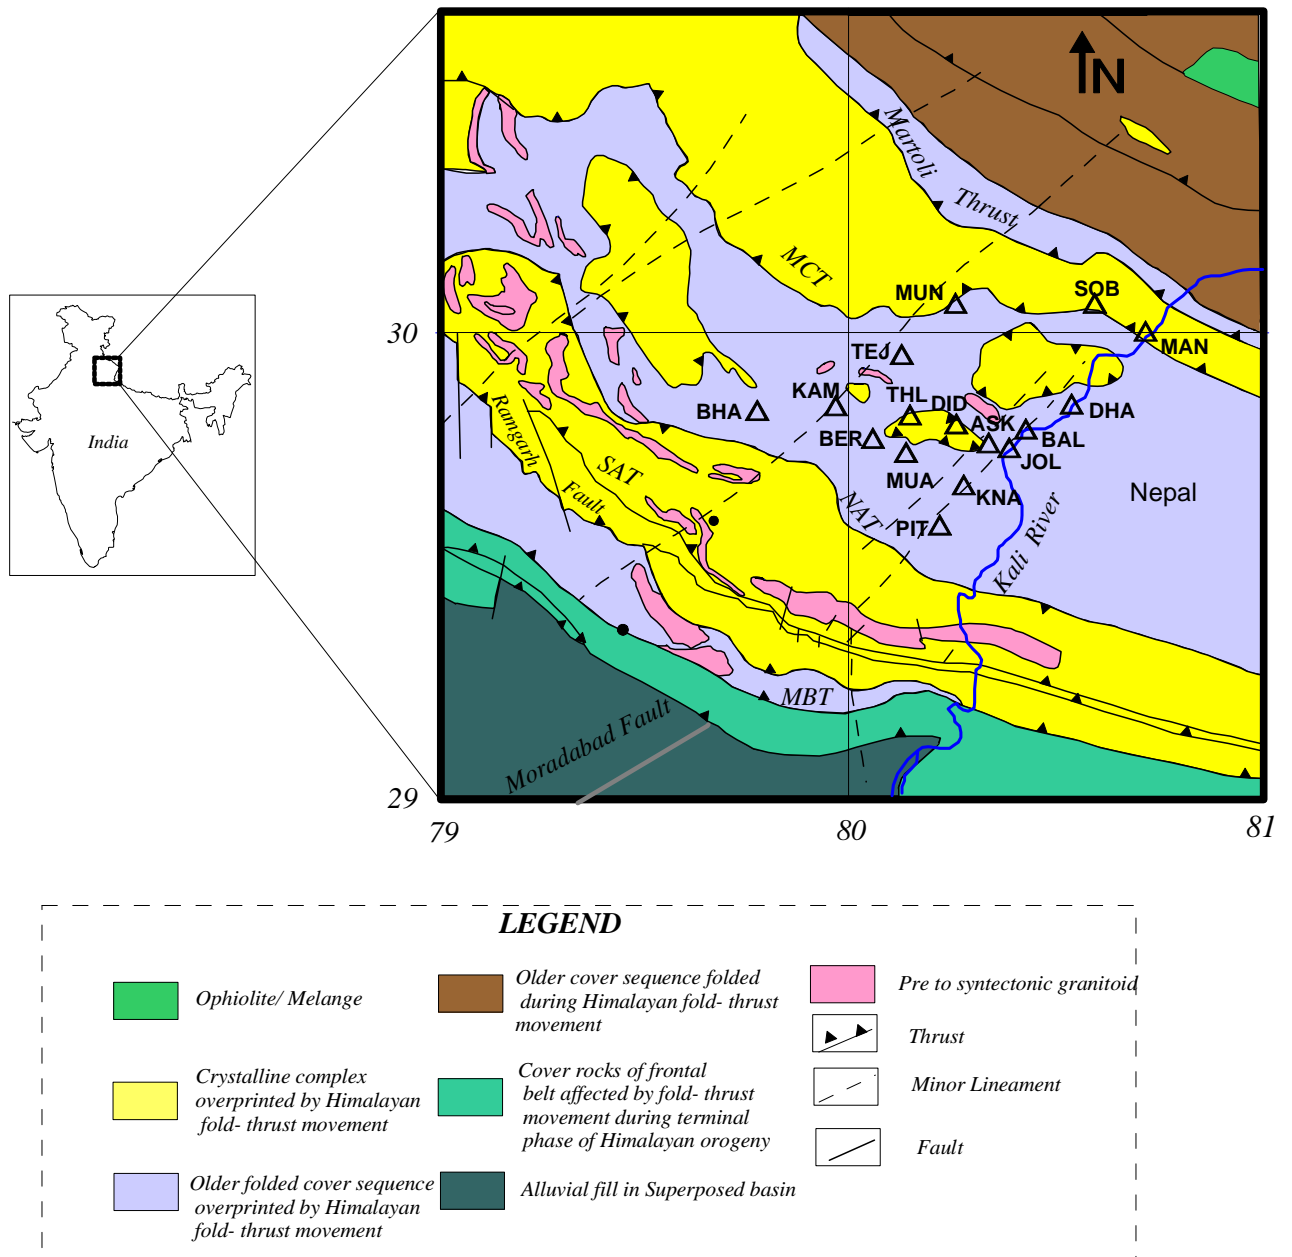 N
Martoli
Thrust
MCT
MUN
SOB
30
MAN
TEJ
KAM
THL
DID
BHA
ASK
DHA
BER
BAL
JOL
MUA
KNA
Nepal
PIT
NAT
Ramgarh
Fault
SAT
Kali River
India
MBT
Moradabad Fault
29
79
80
81
LEGEND
Ophiolite/ Melange
Older cover sequence folded
during Himalayan fold- thrust
movement
Pre to syntectonic granitoid
Thrust
Crystalline complex
overprinted by Himalayan
fold- thrust movement
Cover rocks of frontal
belt affected by fold- thrust
movement during terminal
phase of Himalayan orogeny
Minor Lineament
Fault
Older folded cover sequence
overprinted by Himalayan
fold- thrust movement
Alluvial fill in Superposed basin